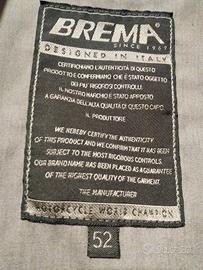 BREMA
SINCE 1967
DESIGNED IN ITALY
CERTIFICHIAMO L'AUTENTICITÀ DI QUESTO
PRODOTTO E CONFERMIAMO CHE È STATO OGGETTO
DEI PIU' RIGOROSI CONTROLLI.
IL NOSTRO MARCHIO È STATO APPOSTO
A GARANZIA DELL'ALTA QUALITÀ DI QUESTO CAPO.
IL PRODUTTORE
WE HEREBY CERTIFY THE AUTHENTICITY
OF THIS PRODUCT AND CONFIRM THAT IT HAS BEEN
SUBJECT TO THE MOST RIGOROUS CONTROLS.
OUR BRAND NAME HAS BEEN PLACED AS A GUARANTEE
OF THE HIGHEST QUALITY OF THE GARMENT.
THE MANUFACTURER
MOTORCYCLE WORLD CHAMPION
52